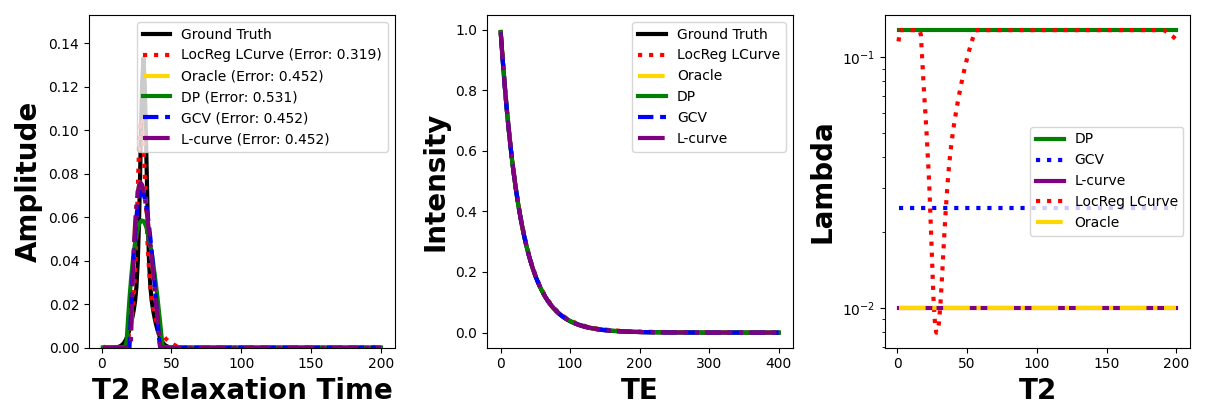 0.14
0.12
0.10
0.08
0.06
0.04
0.02
0.00
Amplitude
0
50
100
150
200
T2 Relaxation Time
Ground Truth
LocReg LCurve (Error: 0.319)
Oracle (Error: 0.452)
DP (Error: 0.531)
GCV (Error: 0.452)
L-curve (Error: 0.452)
1.0
0.8
0.6
0.4
0.2
0.0
Intensity
0
100
200
300
400
TE
Ground Truth
LocReg LCurve
Oracle
DP
GCV
L-curve
10⁻¹
10⁻²
Lambda
0
50
100
150
200
T2
DP
GCV
L-curve
LocReg LCurve
Oracle